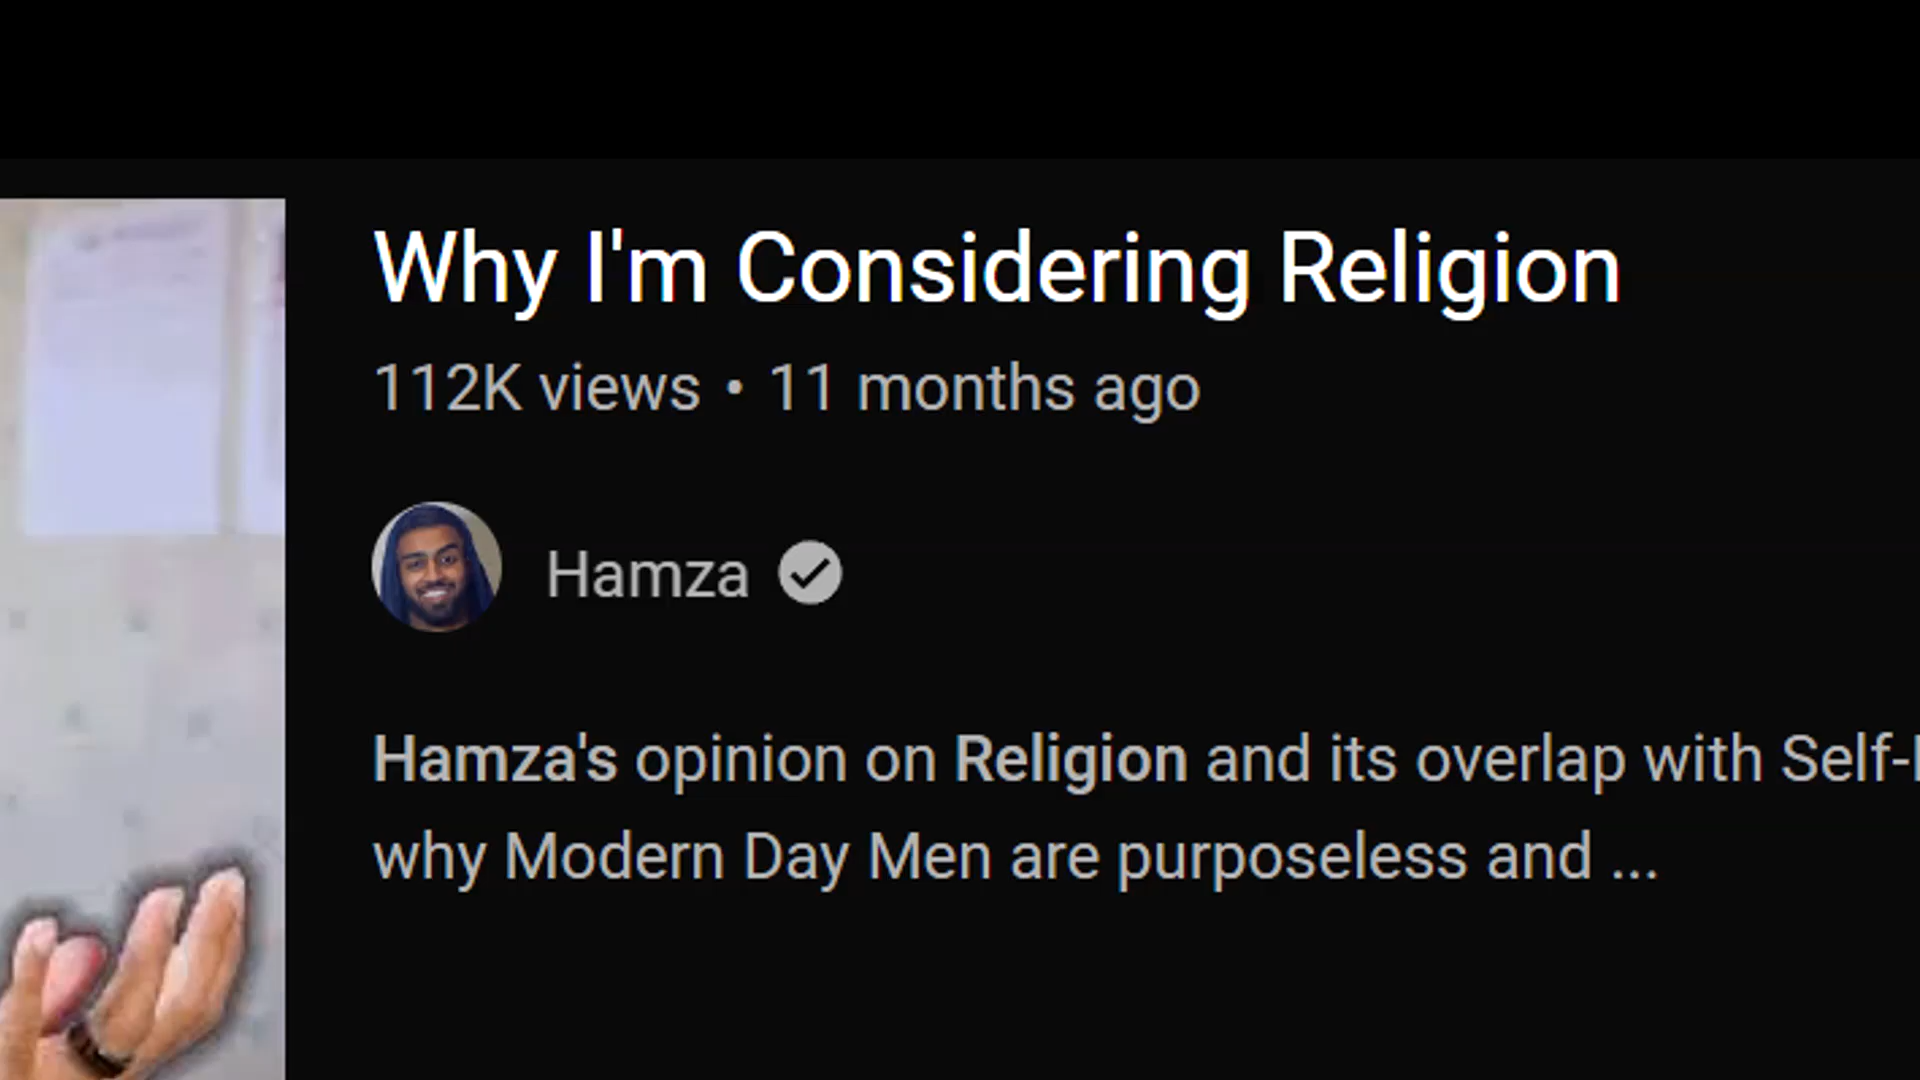 Why I'm Considering Religion
112K views • 11 months ago
Hamza
Hamza's opinion on Religion and its overlap with Self-
why Modern Day Men are purposeless and ...